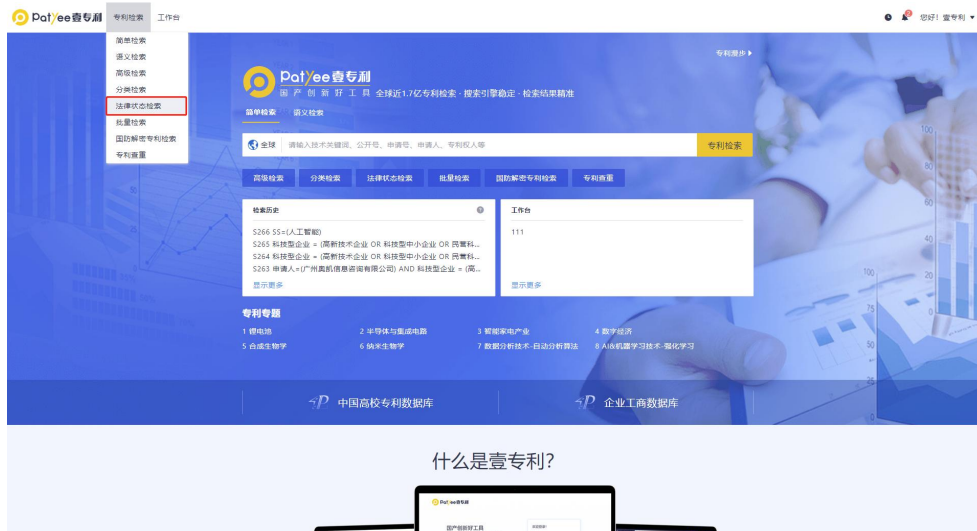 Patyee壹专利 专利检索 工作台 2 您好！壹专利
简单检索
语义检索
高级检索
分类检索
法律状态检索
批量检索
国防解密专利检索
专利查重
专利漫步
Patyee壹专利
国产创新好工具 全球近1.7亿专利检索 · 搜索引擎稳定 · 检索结果精准
简单检索 语义检索
全球 请输入技术关键词、公开号、申请号、申请人、专利权人等 专利检索
高级检索 分类检索 法律状态检索 批量检索 国防解密专利检索 专利查重
检索历史
S266 SS=(人工智能)
S265 科技型企业 = (高新技术企业 OR 科技型中小企业 OR 民营科...
S264 科技型企业 = (高新技术企业 OR 科技型中小企业 OR 民营科...
S263 申请人=(广州奥凯信息咨询有限公司) AND 科技型企业 = (高...
显示更多
工作台
111
显示更多
专利专题
1 锂电池 2 半导体与集成电路 3 智能家电产业 4 数字经济
5 合成生物学 6 纳米生物学 7 数据分析技术-自动分析算法 8 AI&机器学习技术-强化学习
中国高校专利数据库 企业工商数据库
100
80
60
40
20
0
100
75
50
25
0
什么是壹专利?
Patyee壹专利
国产创新好工具